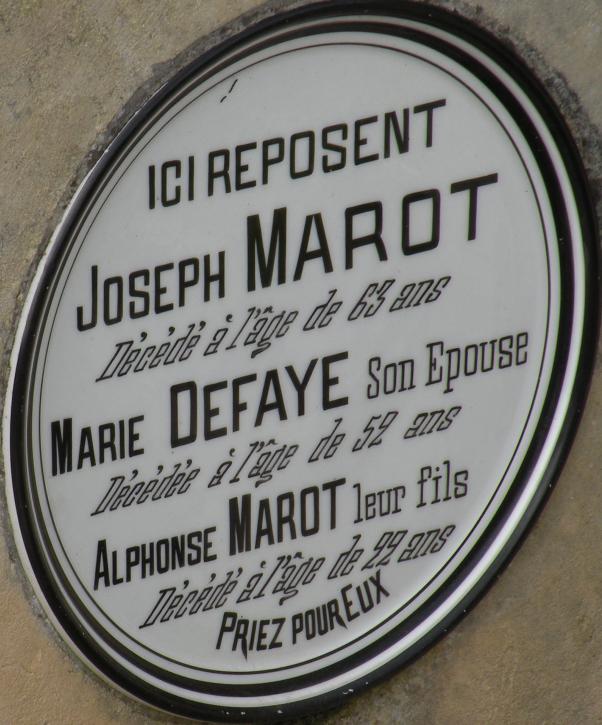 ICI REPOSENT
JOSEPH MAROT
Décédé à l'âge de 63 ans
MARIE DEFAYE Son Epouse
Décédée à l'âge de 52 ans
ALPHONSE MAROT leur fils
Décédé à l'âge de 22 ans
PRIEZ POUR EUX